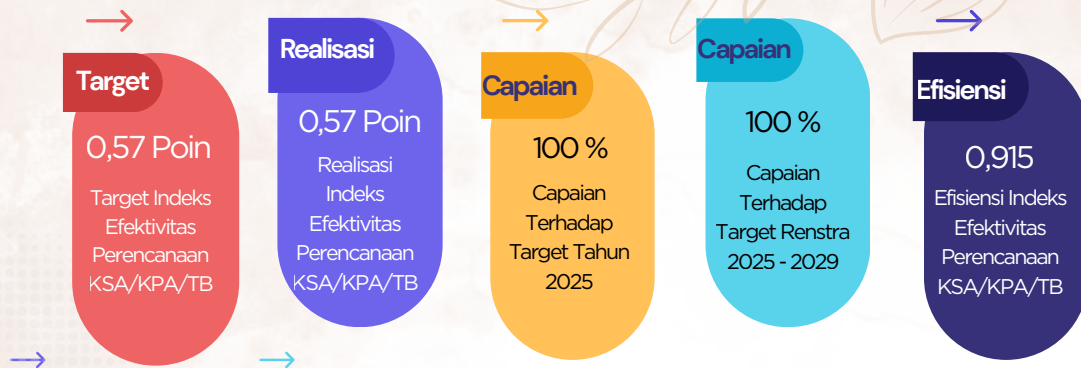 Target
0,57 Poin
Target Indeks
Efektivitas
Perencanaan
KSA/KPA/TB
Realisasi
0,57 Poin
Realisasi
Indeks
Efektivitas
Perencanaan
KSA/KPA/TB
Capaian
100 %
Capaian
Terhadap
Target Tahun
2025
Capaian
100 %
Capaian
Terhadap
Target Renstra
2025 - 2029
Efisiensi
0,915
Efisiensi Indeks
Efektivitas
Perencanaan
KSA/KPA/TB